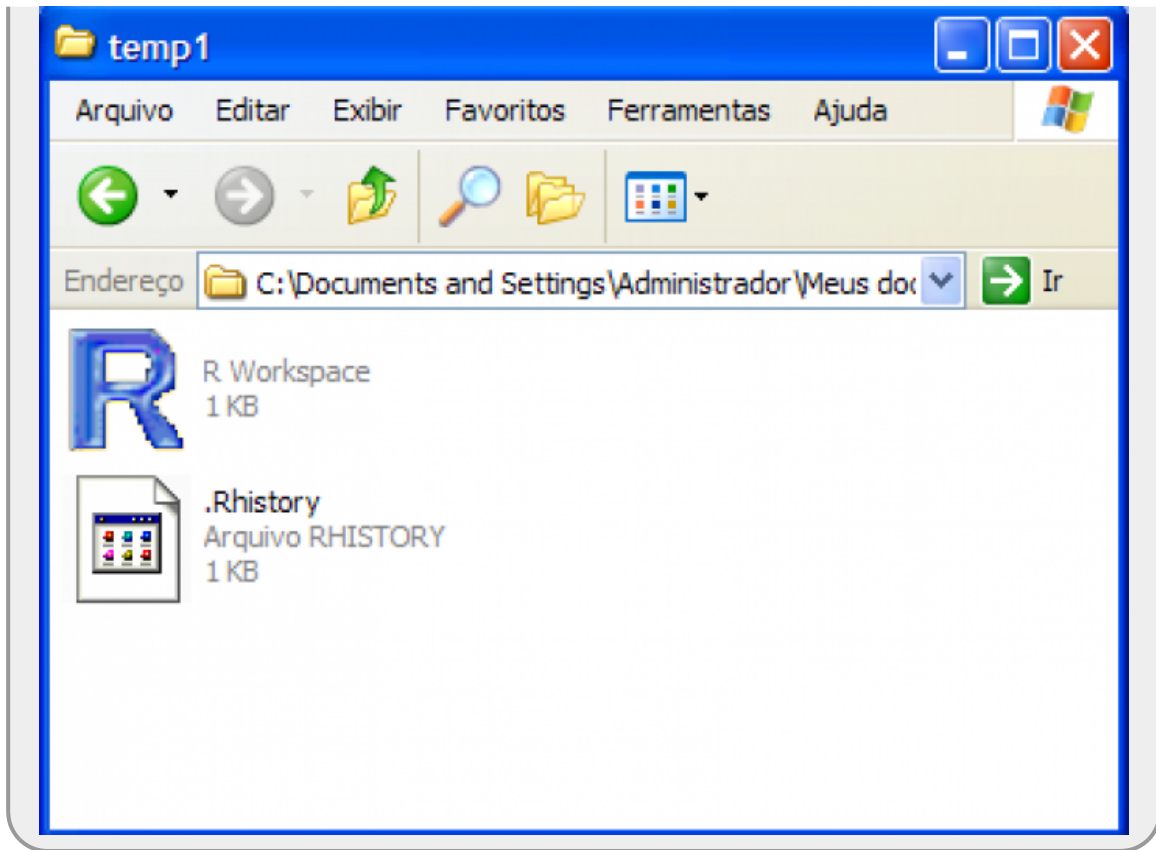 temp1
Arquivo Editar Exibir Favoritos Ferramentas Ajuda
Endereço C:\Documents and Settings\Administrador\Meus doc Ir
R Workspace
1 KB
.Rhistory
Arquivo RHISTORY
1 KB